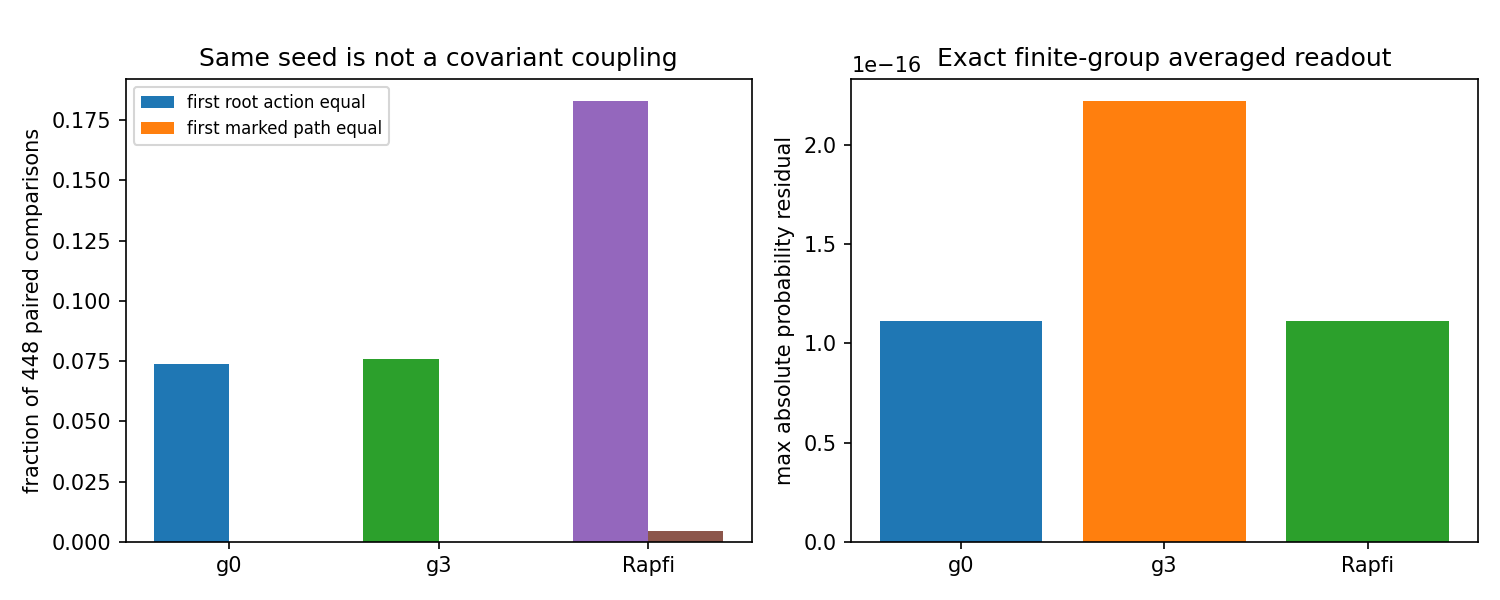 Same seed is not a covariant coupling
first root action equal
first marked path equal
fraction of 448 paired comparisons
0.175
0.150
0.125
0.100
0.075
0.050
0.025
0.000
g0
g3
Rapfi
Exact finite-group averaged readout
1e−16
max absolute probability residual
2.0
1.5
1.0
0.5
0.0
g0
g3
Rapfi